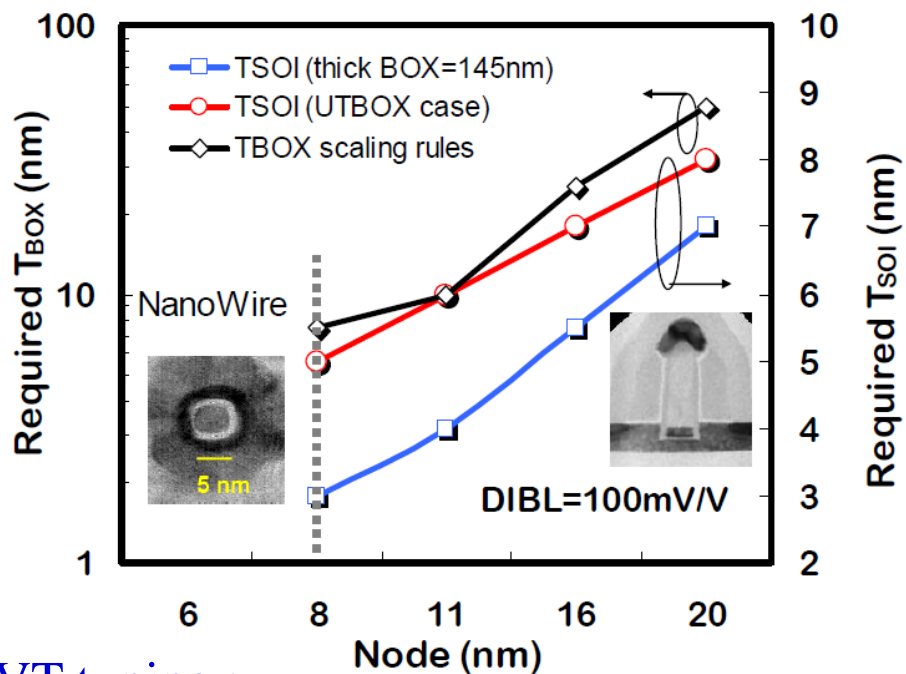 100
10
1
Required TBOX (nm)
TSOI (thick BOX=145nm)
TSOI (UTBOX case)
TBOX scaling rules
NanoWire
5 nm
DIBL=100mV/V
10
9
8
7
6
5
4
3
2
Required TSOI (nm)
6 8 11 16 20
Node (nm)